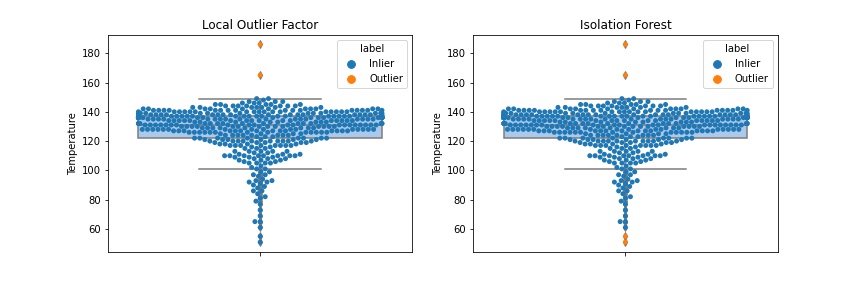 Local Outlier Factor
Temperature
180
160
140
120
100
80
60
label
Inlier
Outlier
Isolation Forest
Temperature
180
160
140
120
100
80
60
label
Inlier
Outlier